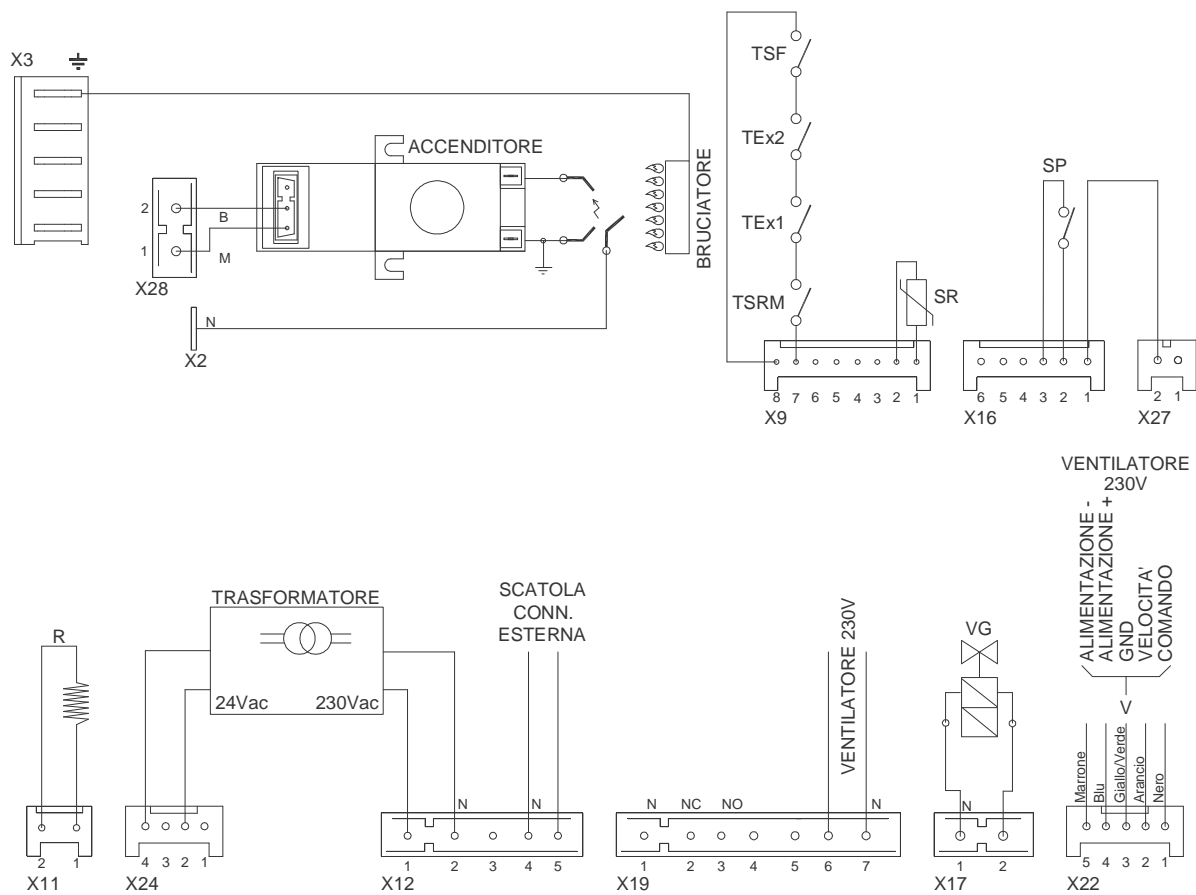 X3
ACCENDITORE
2
B
1
M
X28
N
X2
BRUCIATORE
TSF
TEx2
TEx1
TSRM
SR
8 7 6 5 4 3 2 1
X9
SP
6 5 4 3 2 1
X16
2 1
X27
R
2 1
X11
TRASFORMATORE
24Vac 230Vac
4 3 2 1
X24
SCATOLA
CONN.
ESTERNA
N N
1 2 3 4 5
X12
VENTILATORE 230V
N NC NO N
1 2 3 4 5 6 7
X19
VG
N
1 2
X17
VENTILATORE
230V
ALIMENTAZIONE -
ALIMENTAZIONE +
GND
VELOCITA'
COMANDO
V
Marrone
Blu
Giallo/Verde
Arancio
Nero
5 4 3 2 1
X22